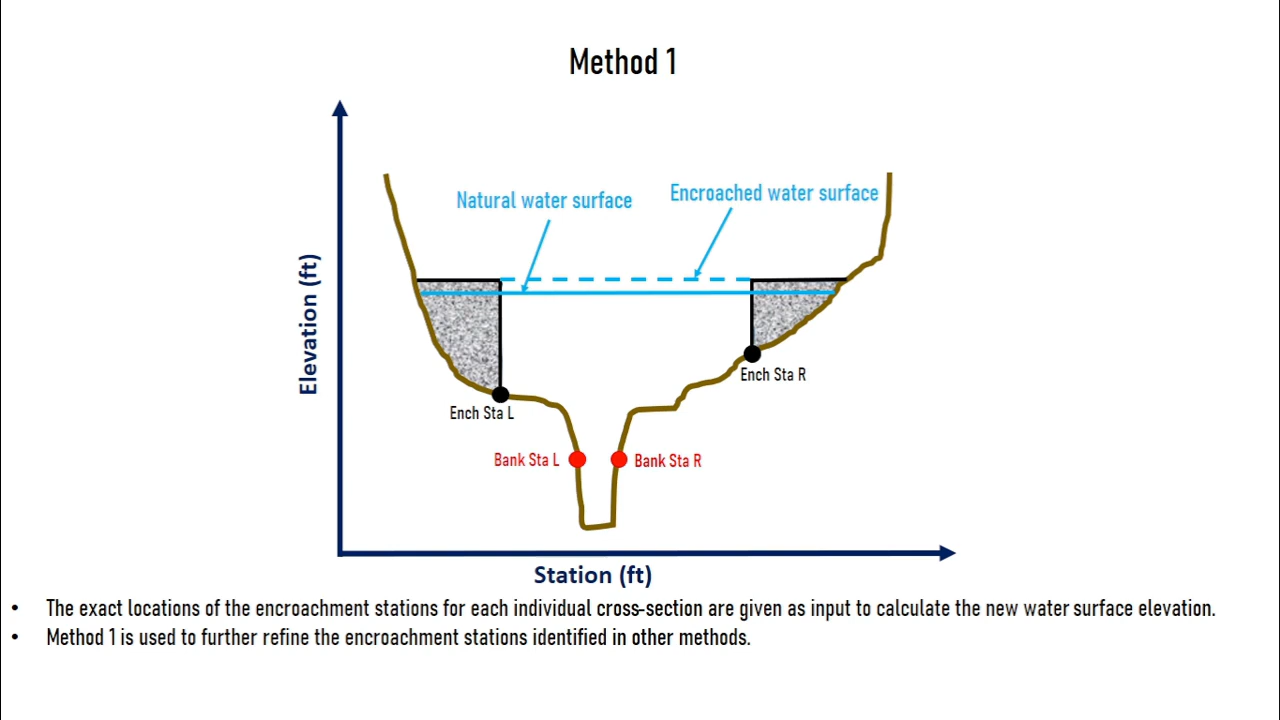 Method 1
Natural water surface
Encroached water surface
Elevation (ft)
Ench Sta R
Ench Sta L
Bank Sta L
Bank Sta R
Station (ft)
• The exact locations of the encroachment stations for each individual cross-section are given as input to calculate the new water surface elevation.
• Method 1 is used to further refine the encroachment stations identified in other methods.